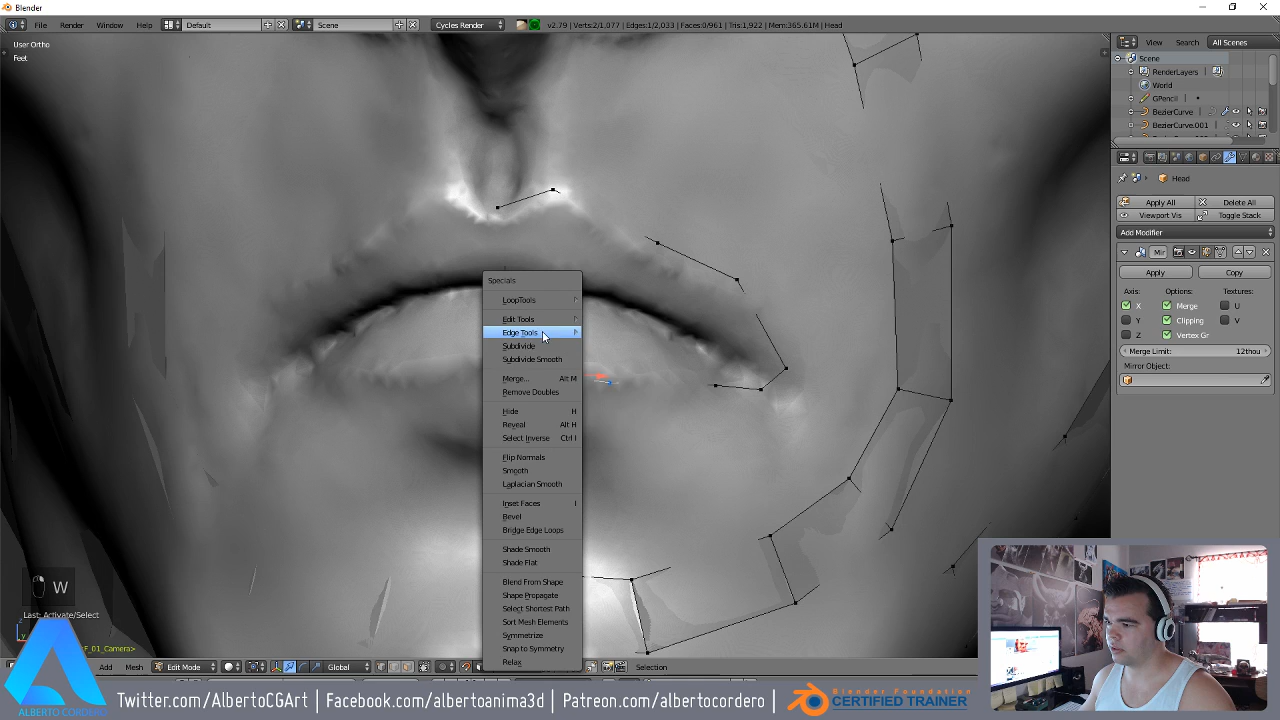 Blender
File Render Window Help Default Scene Cycles Render v2.79 | Verts:2/1,077 | Edges:1/2,033 | Faces:0/961 | Tris:1,922 | Mem:365.61M | Head
View Search All Scenes
User Ortho
Feet
Scene
RenderLayers
World
GPencil
BezierCurve
BezierCurve.001
Head
Apply All Delete All
Viewport Vis Toggle Stack
Add Modifier
Mir
Apply Copy
Axis: Options: Textures:
X Merge U
Y Clipping V
Z Vertex Gr
Merge Limit: 12thou
Mirror Object:
Specials
LoopTools
Edit Tools
Edge Tools
Subdivide
Subdivide Smooth
Merge... Alt M
Remove Doubles
Hide H
Reveal Alt H
Select Inverse Ctrl I
Flip Normals
Smooth
Laplacian Smooth
Inset Faces I
Bevel
Bridge Edge Loops
Shade Smooth
Shade Flat
Blend From Shape
Shape Propagate
Select Shortest Path
Sort Mesh Elements
Symmetrize
Snap to Symmetry
Relax
W
Last: Activate/Select
F_01_Camera>
Add Mesh Edit Mode Global Selection
ALBERTO CORDERO
Twitter.com/AlbertoCGArt | Facebook.com/albertoanima3d | Patreon.com/albertocordero |
Blender Foundation
CERTIFIED TRAINER